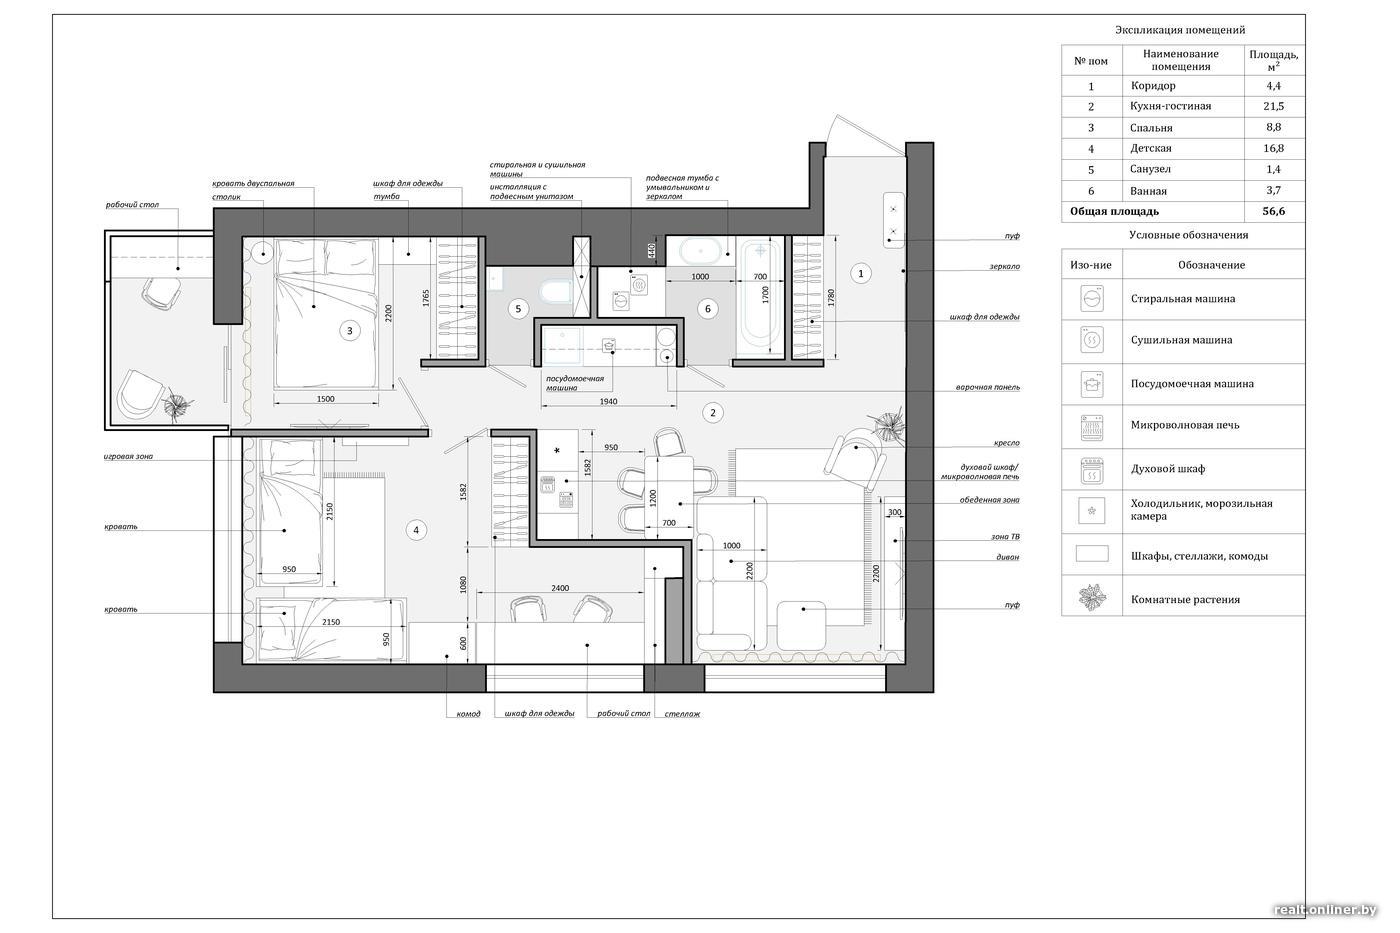 Экспликация помещений
№ пом
Наименование
помещения
Площадь,
м²
1 Коридор 4,4
2 Кухня-гостиная 21,5
3 Спальня 8,8
4 Детская 16,8
5 Санузел 1,4
6 Ванная 3,7
Общая площадь 56,6
Условные обозначения
Изо-ние Обозначение
Стиральная машина
Сушильная машина
Посудомоечная машина
Микроволновая печь
Духовой шкаф
Холодильник, морозильная
камера
Шкафы, стеллажи, комоды
Комнатные растения
рабочий стол
кровать двуспальная
столик
шкаф для одежды
тумба
стиральная и сушильная
машины
инсталляция с
подвесным унитазом
подвесная тумба с
умывальником и
зеркалом
пуф
зеркало
шкаф для одежды
варочная панель
кресло
духовай шкаф/
микроволновая печь
обеденная зона
зона ТВ
диван
пуф
игровая зона
кровать
кровать
посудомоечная
машина
комод
шкаф для одежды
рабочий стол
стеллаж
1
2
3
4
5
6
440
1000
700
1700
1780
2200
1765
1500
1940
950
1582
1200
700
300
1000
2200
2200
2150
950
1582
1080
2400
2150
950
600
realt.onliner.by